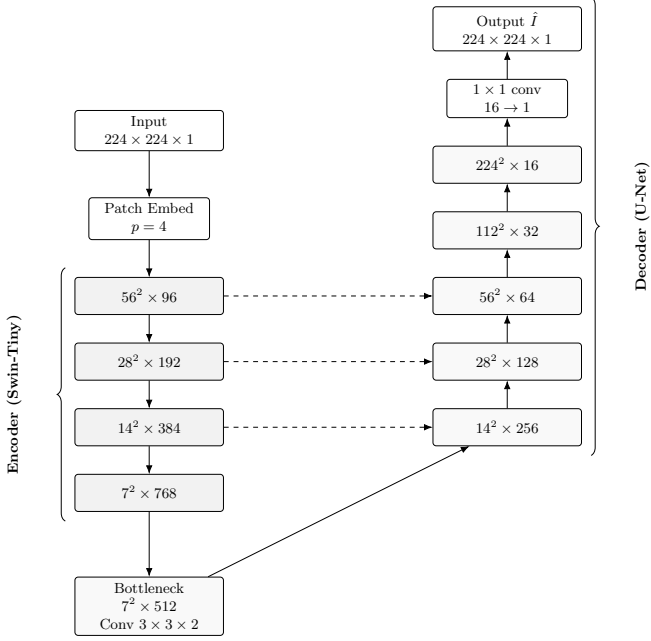 Input
224 × 224 × 1
Patch Embed
p = 4
Encoder (Swin-Tiny)
56² × 96
28² × 192
14² × 384
7² × 768
Bottleneck
7² × 512
Conv 3 × 3 × 2
Output Î
224 × 224 × 1
1 × 1 conv
16 → 1
224² × 16
112² × 32
56² × 64
28² × 128
14² × 256
Decoder (U-Net)